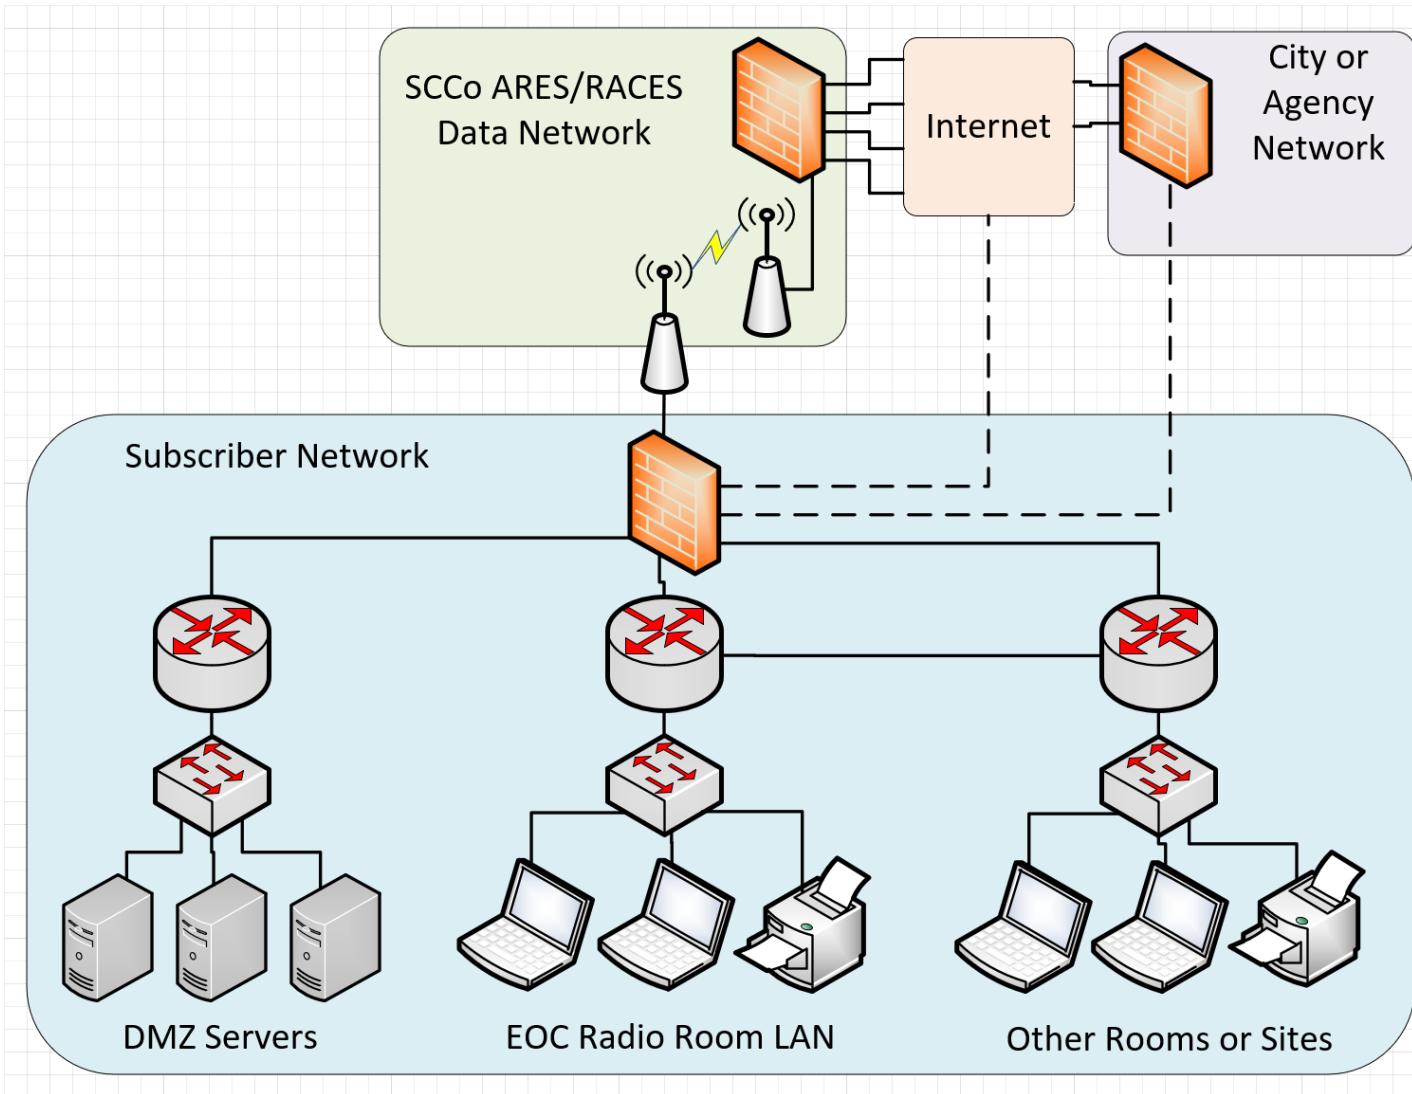 SCCo ARES/RACES
Data Network
Internet
City or
Agency
Network
Subscriber Network
DMZ Servers
EOC Radio Room LAN
Other Rooms or Sites